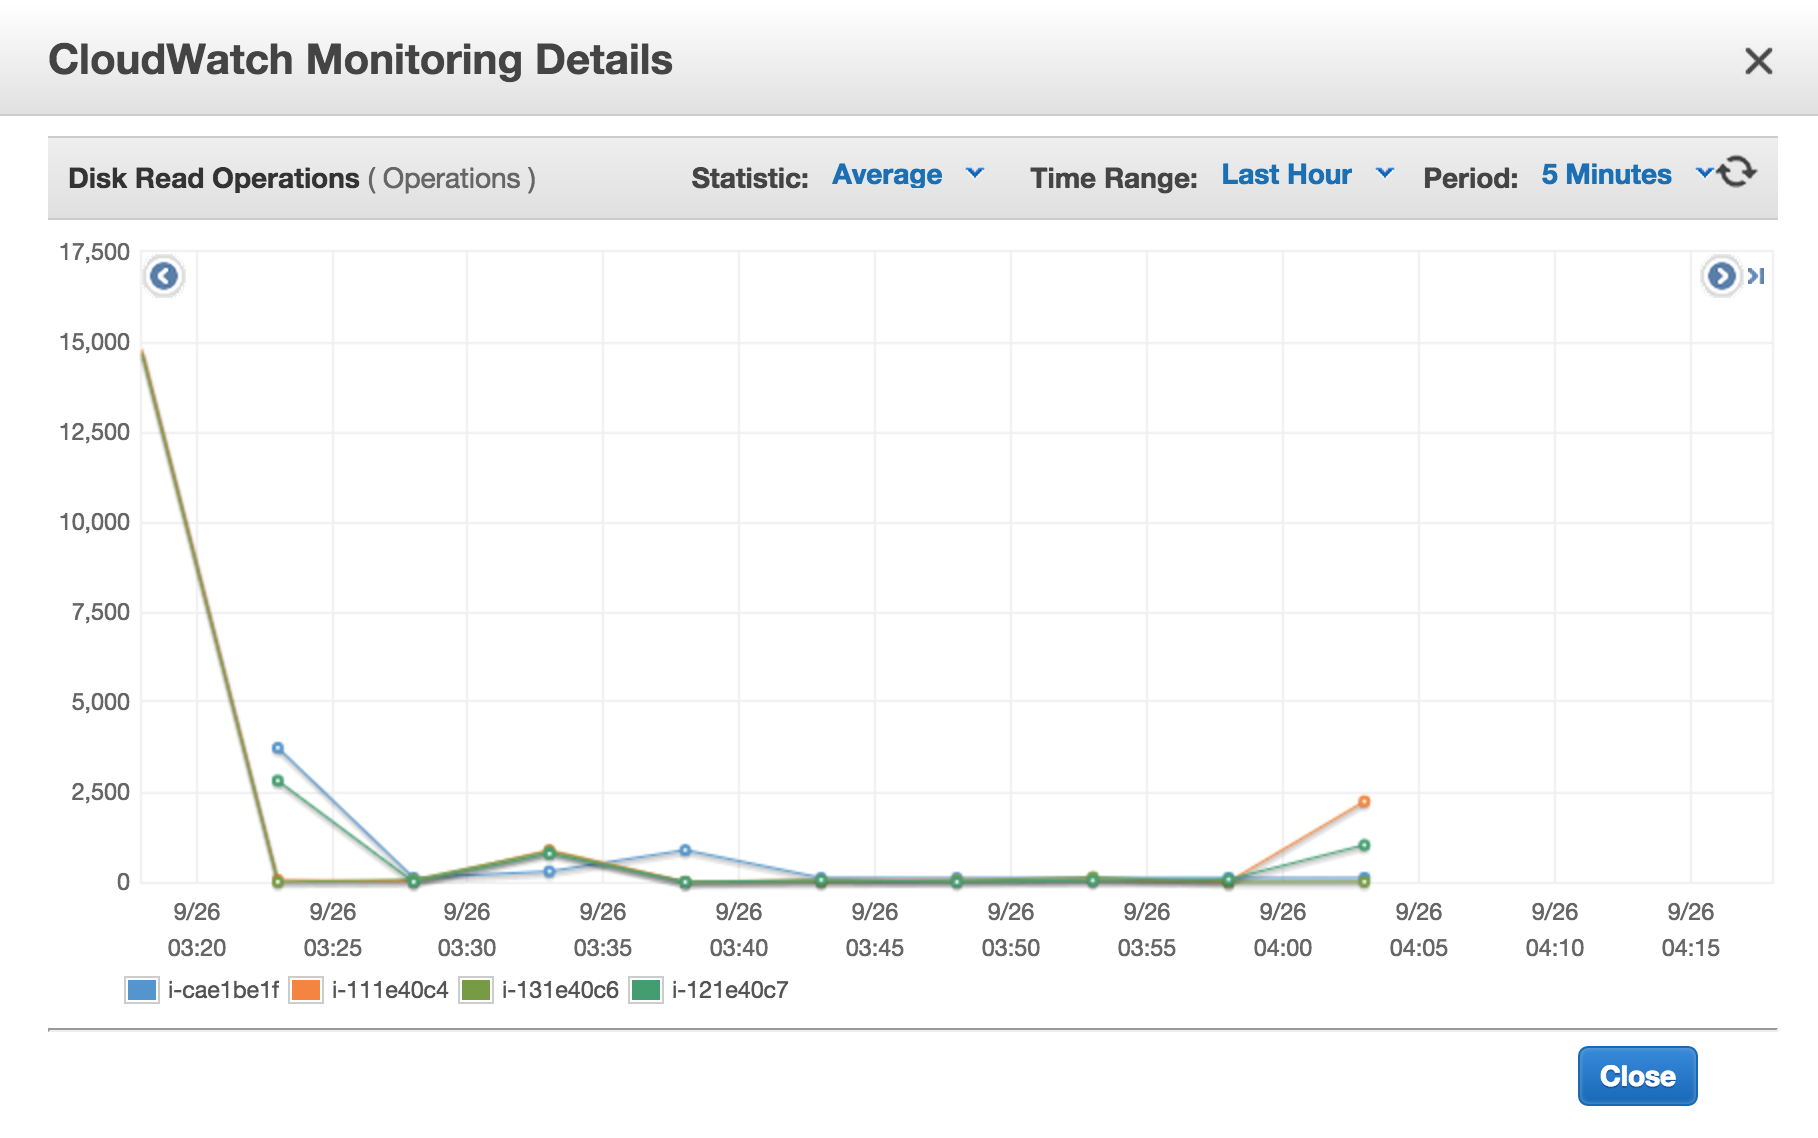 CloudWatch Monitoring Details
Disk Read Operations ( Operations ) Statistic: Average Time Range: Last Hour Period: 5 Minutes
17,500
15,000
12,500
10,000
7,500
5,000
2,500
0
9/26 9/26 9/26 9/26 9/26 9/26 9/26 9/26 9/26 9/26 9/26 9/26
03:20 03:25 03:30 03:35 03:40 03:45 03:50 03:55 04:00 04:05 04:10 04:15
i-cae1be1f i-111e40c4 i-131e40c6 i-121e40c7
Close